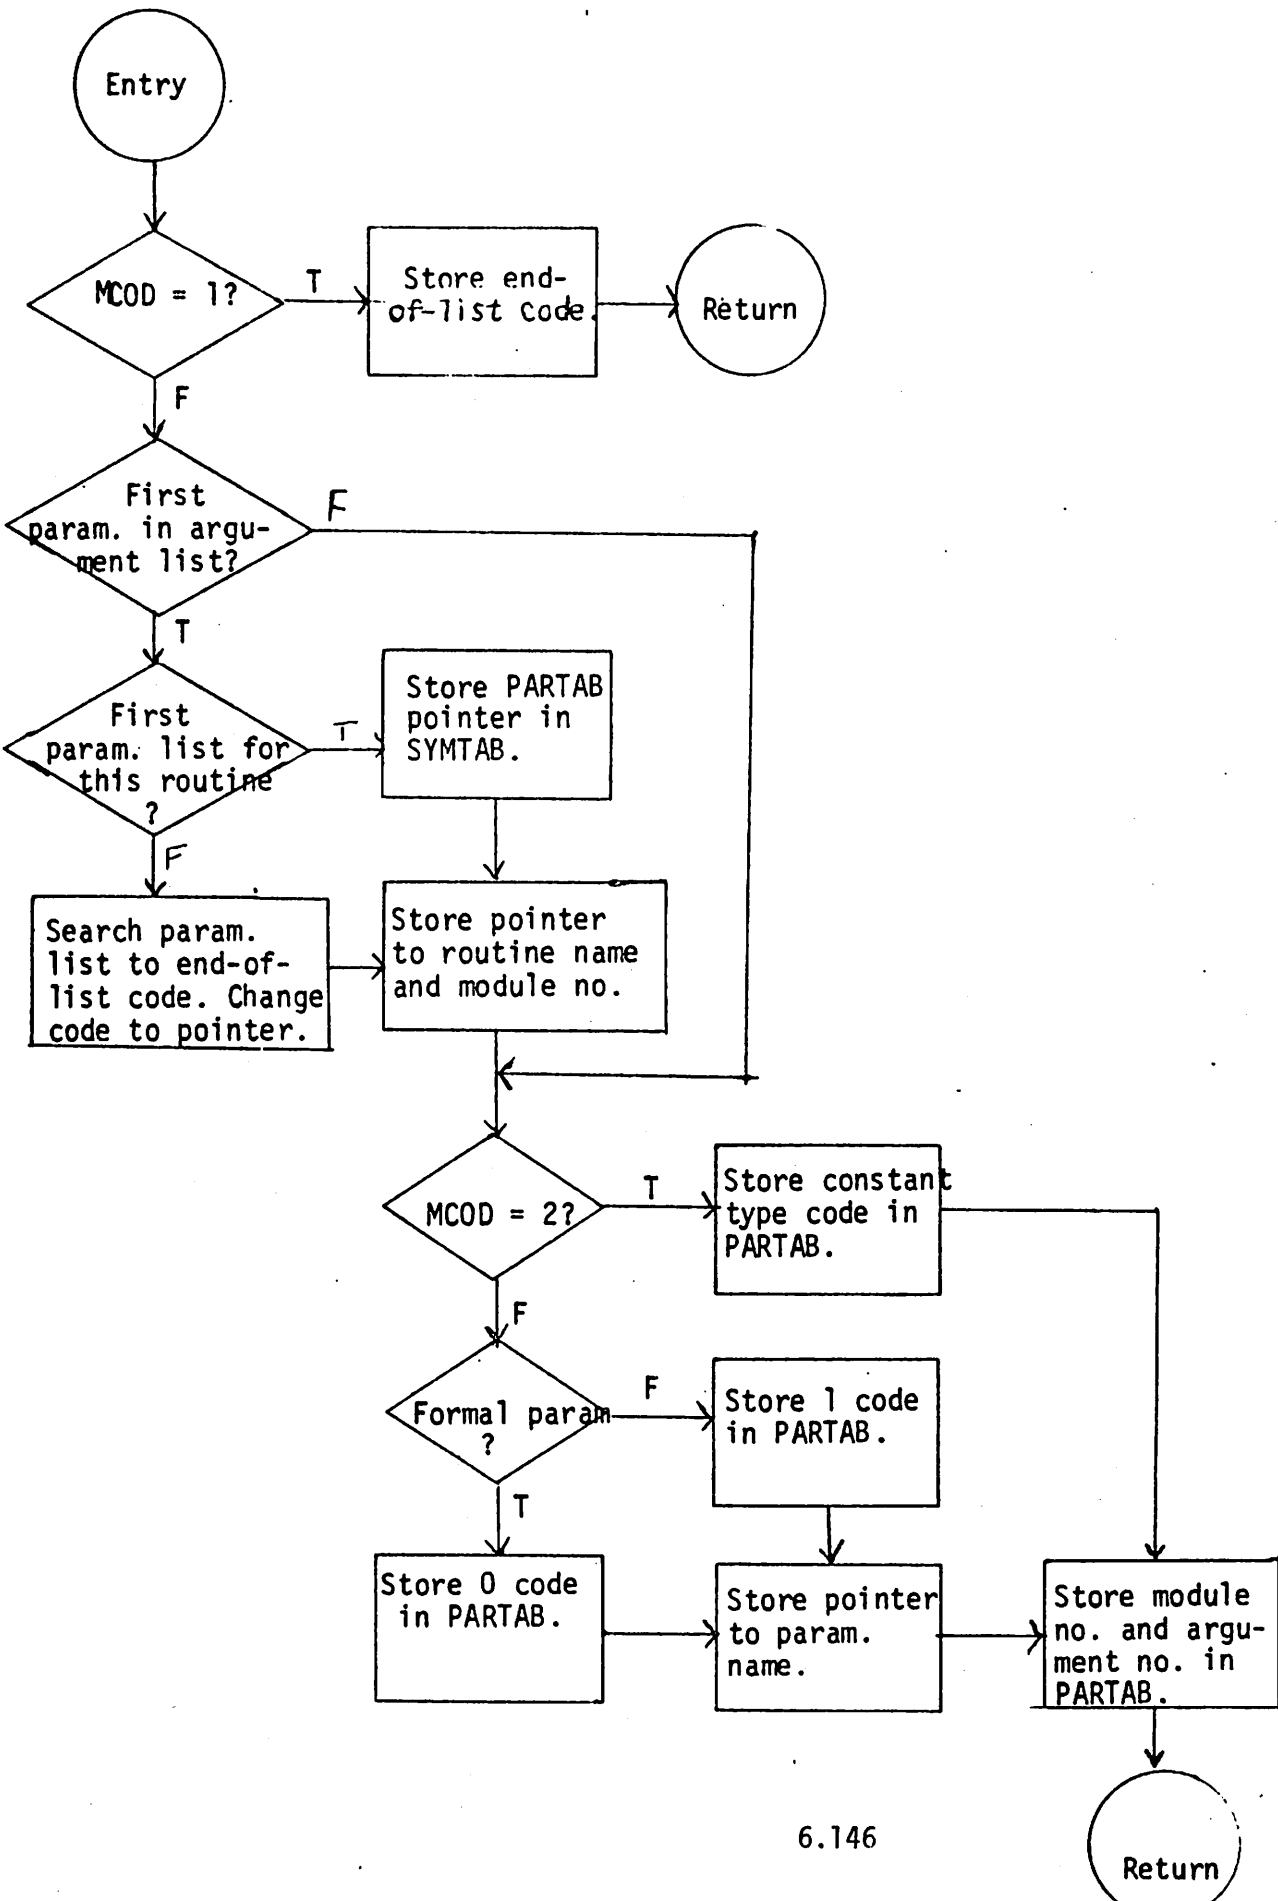 Entry
MCOD = 1?
T
Store end-
of-list code.
Return
F
First
param. in argu-
ment list?
F
T
First
param. list for
this routine
?
T
Store PARTAB
pointer in
SYMTAB.
F
Search param.
list to end-of-
list code. Change
code to pointer.
Store pointer
to routine name
and module no.
MCOD = 2?
T
Store constant
type code in
PARTAB.
F
Formal param
?
F
Store 1 code
in PARTAB.
T
Store 0 code
in PARTAB.
Store pointer
to param.
name.
Store module
no. and argu-
ment no. in
PARTAB.
Return
6.146